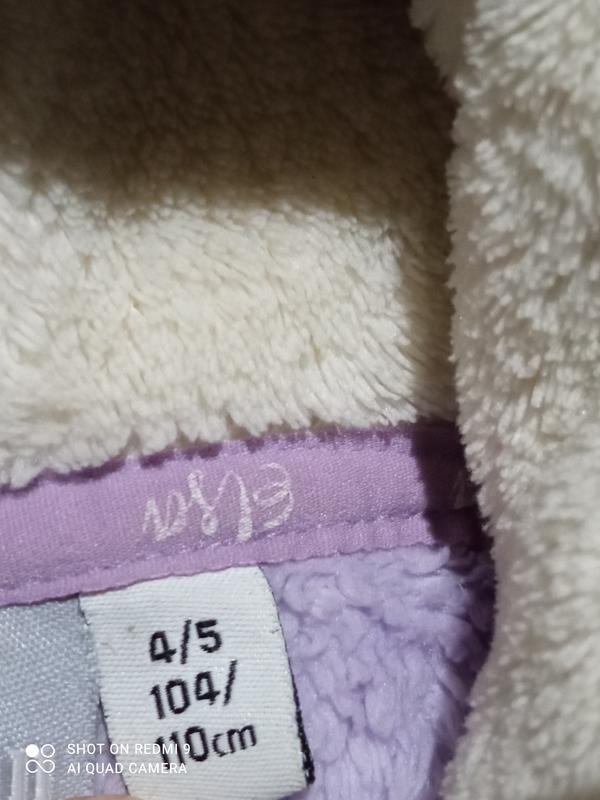 Elsa
4/5
104/
110cm
SHOT ON REDMI 9
AI QUAD CAMERA